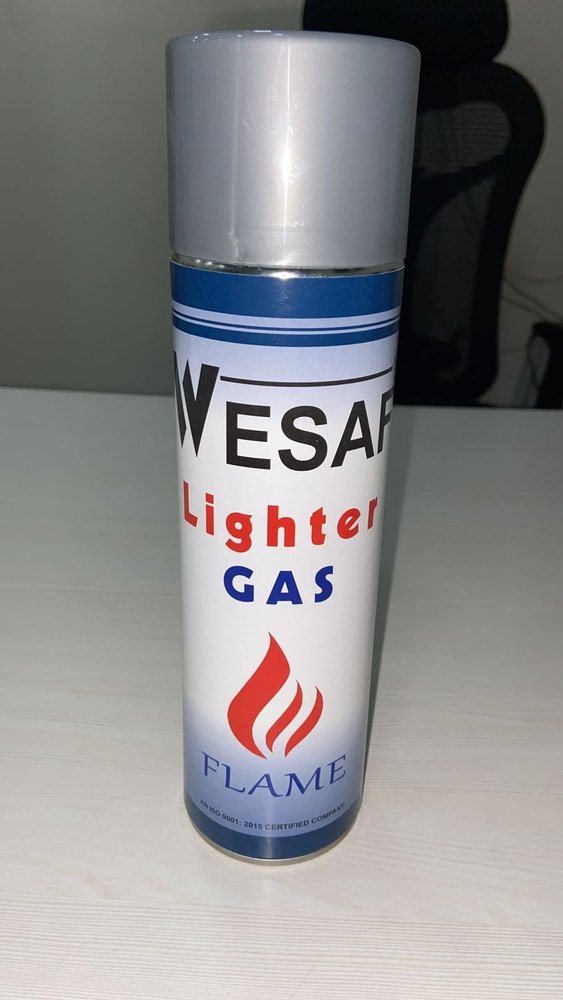 WESAF
Lighter
GAS
FLAME
AN ISO 9001: 2015 CERTIFIED COMPANY